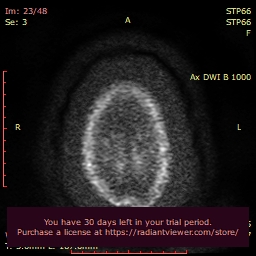 Im: 23/48
Se: 3
A
STP66
STP66
F
Ax DWI B 1000
R
L
You have 30 days left in your trial period.
Purchase a license at https://radiantviewer.com/store/